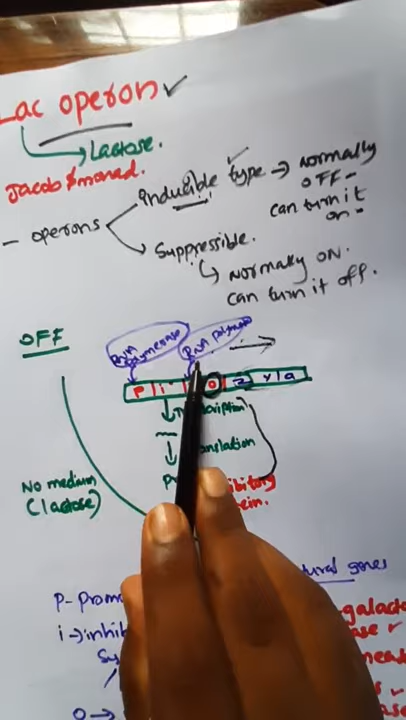 Lac operon ✓
→ Lactose.
Jacob & monad.
- operons
Inducible type → normally
OFF -
can turn it
on -
Suppressible.
↳ normally ON.
can turn it off.
OFF
RNA polymerase
RNA
P i O z y a
Transcription
Translation
No medium
(lactose)
genes
P - Promo
i → inhib
O →